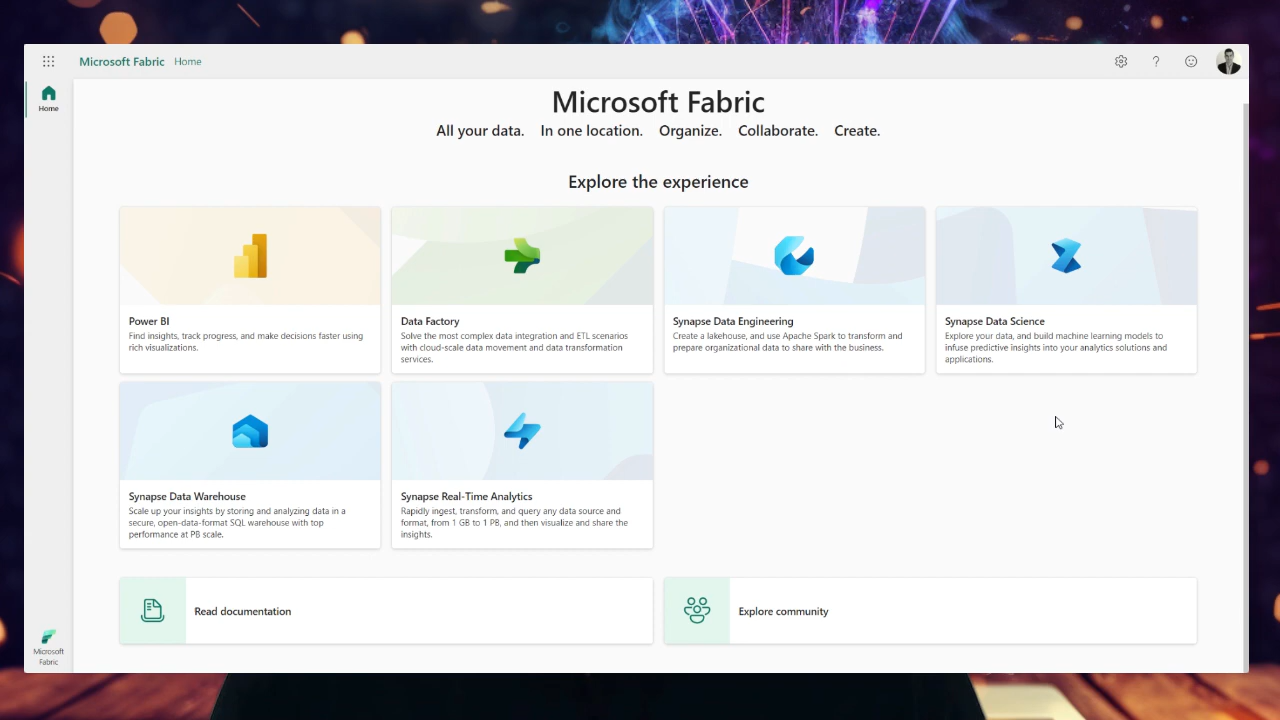 Microsoft Fabric Home
Home
Microsoft Fabric
All your data. In one location. Organize. Collaborate. Create.
Explore the experience
Power BI
Find insights, track progress, and make decisions faster using
rich visualizations.
Data Factory
Solve the most complex data integration and ETL scenarios
with cloud-scale data movement and data transformation
services.
Synapse Data Engineering
Create a lakehouse, and use Apache Spark to transform and
prepare organizational data to share with the business.
Synapse Data Science
Explore your data, and build machine learning models to
infuse predictive insights into your analytics solutions and
applications.
Synapse Data Warehouse
Scale up your insights by storing and analyzing data in a
secure, open-data-format SQL warehouse with top
performance at PB scale.
Synapse Real-Time Analytics
Rapidly ingest, transform, and query any data source and
format, from 1 GB to 1 PB, and then visualize and share the
insights.
Read documentation
Explore community
Microsoft
Fabric